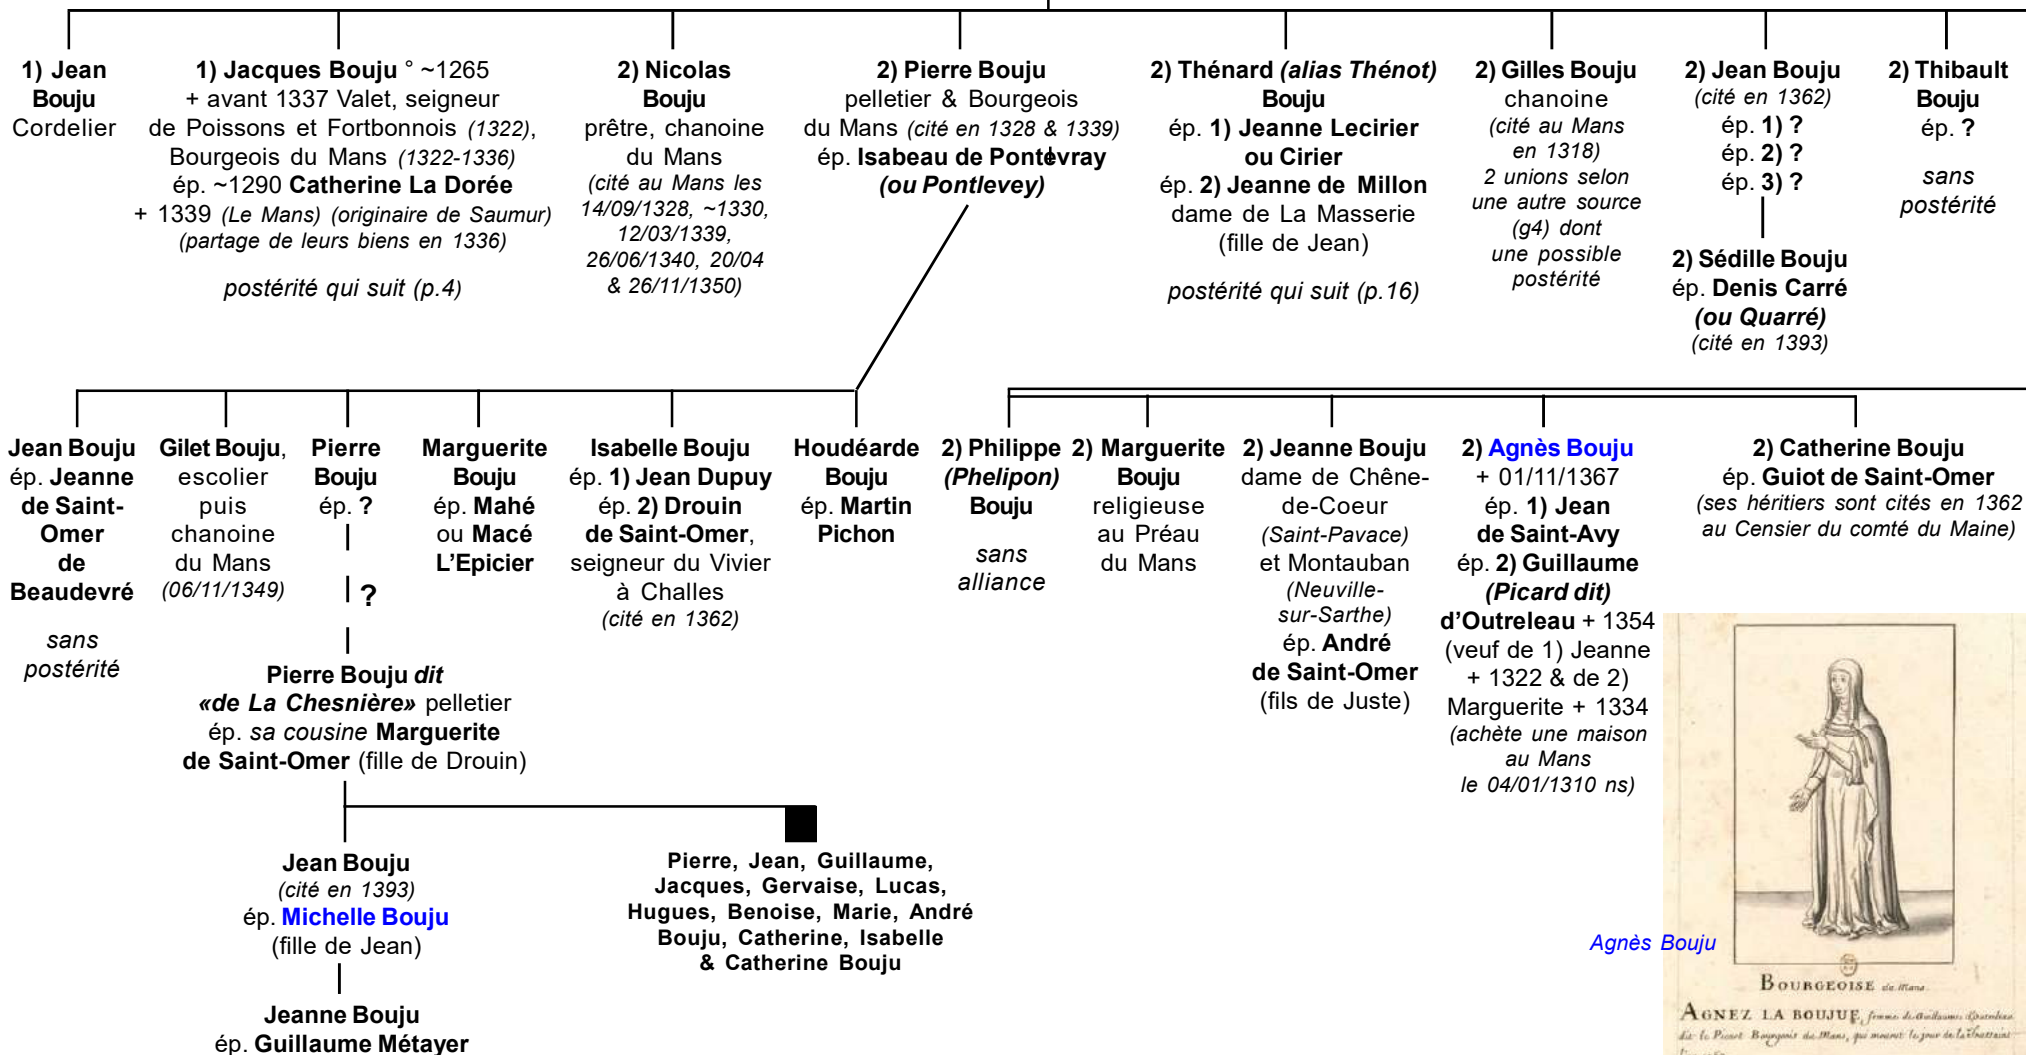 1) Jean
Bouju
Cordelier
1) Jacques Bouju ° ~1265
+ avant 1337 Valet, seigneur
de Poissons et Fortbonnois (1322),
Bourgeois du Mans (1322-1336)
ép. ~1290 Catherine La Dorée
+ 1339 (Le Mans) (originaire de Saumur)
(partage de leurs biens en 1336)
postérité qui suit (p.4)
2) Nicolas
Bouju
prêtre, chanoine
du Mans
(cité au Mans les
14/09/1328, ~1330,
12/03/1339,
26/06/1340, 20/04
& 26/11/1350)
2) Pierre Bouju
pelletier & Bourgeois
du Mans (cité en 1328 & 1339)
ép. Isabeau de Pontevray
(ou Pontlevey)
2) Thénard (alias Thénot)
Bouju
ép. 1) Jeanne Lecirier
ou Cirier
ép. 2) Jeanne de Millon
dame de La Masserie
(fille de Jean)
postérité qui suit (p.16)
2) Gilles Bouju
chanoine
(cité au Mans
en 1318)
2 unions selon
une autre source
(g4) dont
une possible
postérité
2) Jean Bouju
(cité en 1362)
ép. 1) ?
ép. 2) ?
ép. 3) ?
2) Sédille Bouju
ép. Denis Carré
(ou Quarré)
(cité en 1393)
2) Thibault
Bouju
ép. ?
sans
postérité
Jean Bouju
ép. Jeanne
de Saint-
Omer
de
Beaudevré
sans
postérité
Gilet Bouju,
escolier
puis
chanoine
du Mans
(06/11/1349)
Pierre
Bouju
ép. ?
?
Marguerite
Bouju
ép. Mahé
ou Macé
L'Epicier
Isabelle Bouju
ép. 1) Jean Dupuy
ép. 2) Drouin
de Saint-Omer,
seigneur du Vivier
à Challes
(cité en 1362)
Houdéarde
Bouju
ép. Martin
Pichon
2) Philippe
(Phelipon)
Bouju
sans
alliance
2) Marguerite
Bouju
religieuse
au Préau
du Mans
2) Jeanne Bouju
dame de Chêne-
de-Coeur
(Saint-Pavace)
et Montauban
(Neuville-
sur-Sarthe)
ép. André
de Saint-Omer
(fils de Juste)
2) Agnès Bouju
+ 01/11/1367
ép. 1) Jean
de Saint-Avy
ép. 2) Guillaume
(Picard dit)
d'Outreleau + 1354
(veuf de 1) Jeanne
+ 1322 & de 2)
Marguerite + 1334
(achète une maison
au Mans
le 04/01/1310 ns)
2) Catherine Bouju
ép. Guiot de Saint-Omer
(ses héritiers sont cités en 1362
au Censier du comté du Maine)
Pierre Bouju dit
«de La Chesnière» pelletier
ép. sa cousine Marguerite
de Saint-Omer (fille de Drouin)
Jean Bouju
(cité en 1393)
ép. Michelle Bouju
(fille de Jean)
Jeanne Bouju
ép. Guillaume Métayer
Pierre, Jean, Guillaume,
Jacques, Gervaise, Lucas,
Hugues, Benoise, Marie, André
Bouju, Catherine, Isabelle
& Catherine Bouju
Agnès Bouju
BOURGEOISE du Mans.
AGNEZ LA BOUJUE, femme de Guillaume
dit le Picart Bourgeois du Mans, qui mourut le jour de la Toussaint